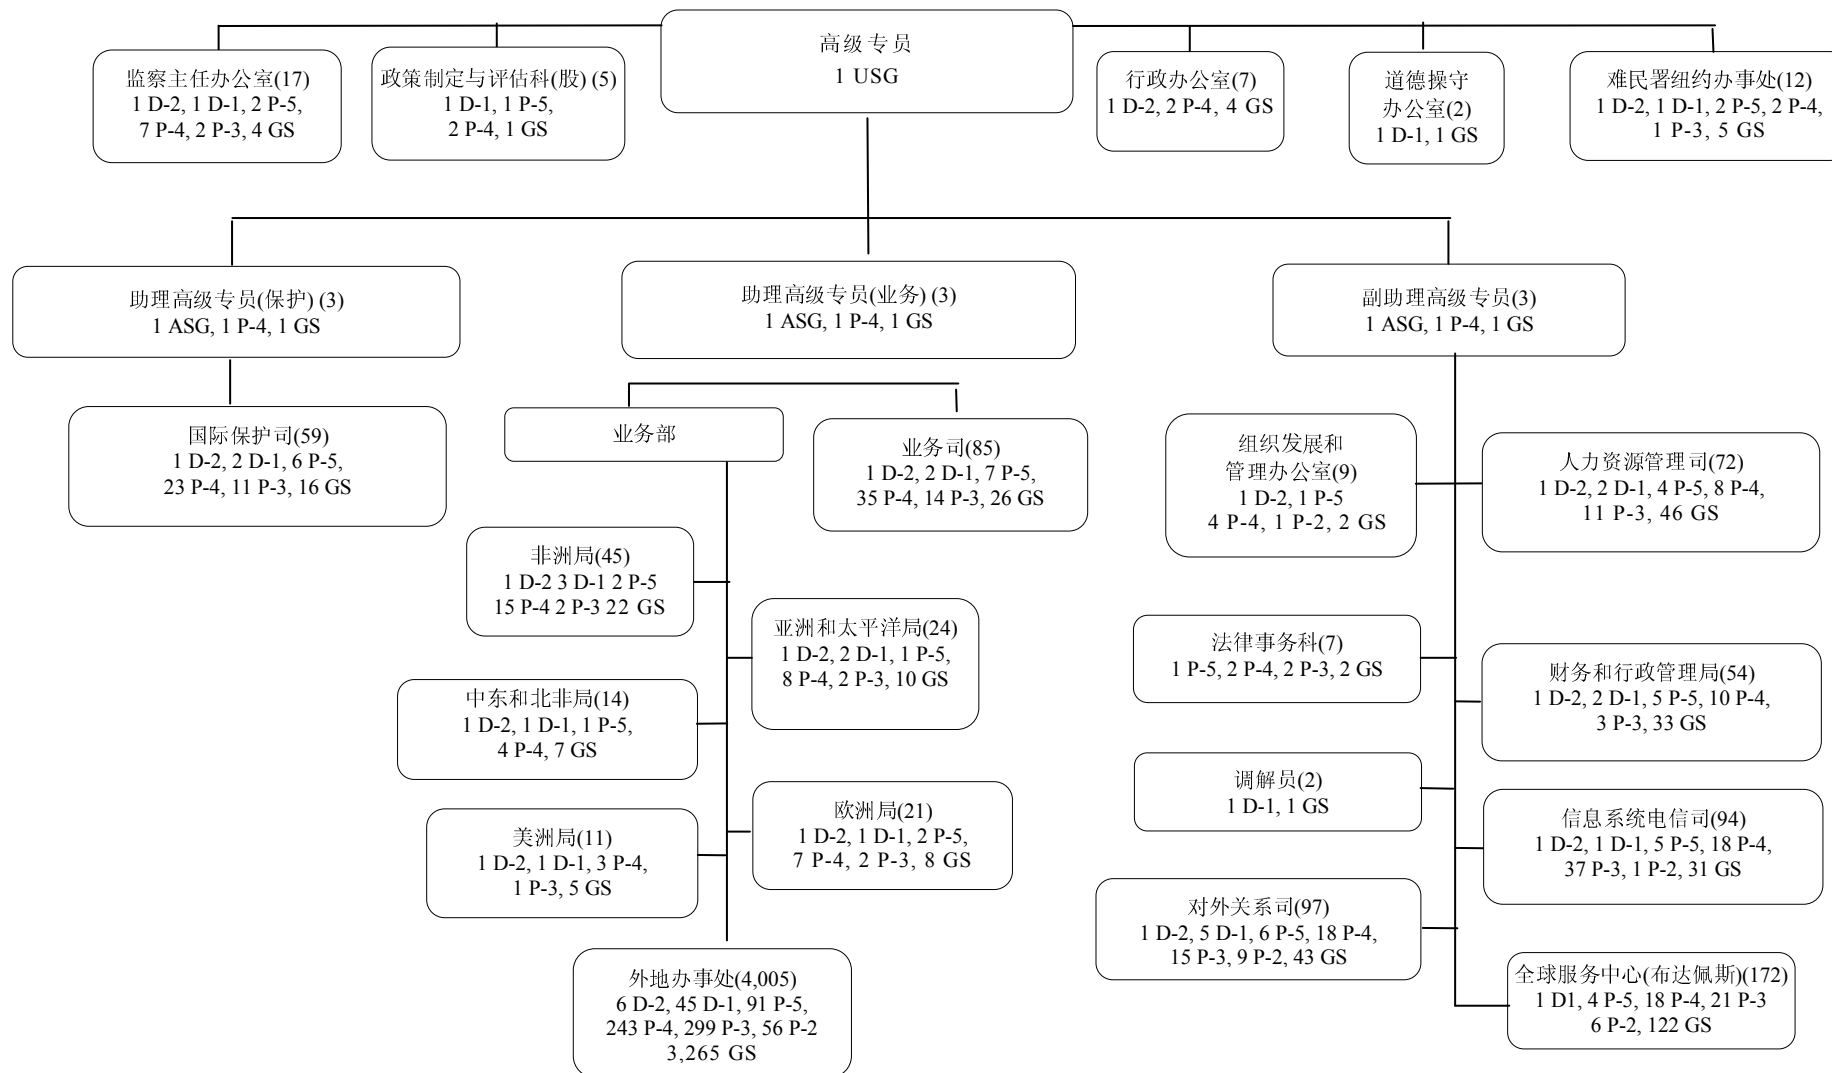 高级专员
1 USG
监察主任办公室(17)
1 D-2, 1 D-1, 2 P-5,
7 P-4, 2 P-3, 4 GS
政策制定与评估科(股) (5)
1 D-1, 1 P-5,
2 P-4, 1 GS
行政办公室(7)
1 D-2, 2 P-4, 4 GS
道德操守
办公室(2)
1 D-1, 1 GS
难民署纽约办事处(12)
1 D-2, 1 D-1, 2 P-5, 2 P-4,
1 P-3, 5 GS
助理高级专员(保护) (3)
1 ASG, 1 P-4, 1 GS
助理高级专员(业务) (3)
1 ASG, 1 P-4, 1 GS
副助理高级专员(3)
1 ASG, 1 P-4, 1 GS
国际保护司(59)
1 D-2, 2 D-1, 6 P-5,
23 P-4, 11 P-3, 16 GS
业务部
业务司(85)
1 D-2, 2 D-1, 7 P-5,
35 P-4, 14 P-3, 26 GS
非洲局(45)
1 D-2 3 D-1 2 P-5
15 P-4 2 P-3 22 GS
亚洲和太平洋局(24)
1 D-2, 2 D-1, 1 P-5,
8 P-4, 2 P-3, 10 GS
中东和北非局(14)
1 D-2, 1 D-1, 1 P-5,
4 P-4, 7 GS
欧洲局(21)
1 D-2, 1 D-1, 2 P-5,
7 P-4, 2 P-3, 8 GS
美洲局(11)
1 D-2, 1 D-1, 3 P-4,
1 P-3, 5 GS
外地办事处(4,005)
6 D-2, 45 D-1, 91 P-5,
243 P-4, 299 P-3, 56 P-2
3,265 GS
组织发展和
管理办公室(9)
1 D-2, 1 P-5
4 P-4, 1 P-2, 2 GS
人力资源管理司(72)
1 D-2, 2 D-1, 4 P-5, 8 P-4,
11 P-3, 46 GS
法律事务科(7)
1 P-5, 2 P-4, 2 P-3, 2 GS
财务和行政管理局(54)
1 D-2, 2 D-1, 5 P-5, 10 P-4,
3 P-3, 33 GS
调解员(2)
1 D-1, 1 GS
信息系统电信司(94)
1 D-2, 1 D-1, 5 P-5, 18 P-4,
37 P-3, 1 P-2, 31 GS
对外关系司(97)
1 D-2, 5 D-1, 6 P-5, 18 P-4,
15 P-3, 9 P-2, 43 GS
全球服务中心(布达佩斯)(172)
1 D1, 4 P-5, 18 P-4, 21 P-3
6 P-2, 122 GS